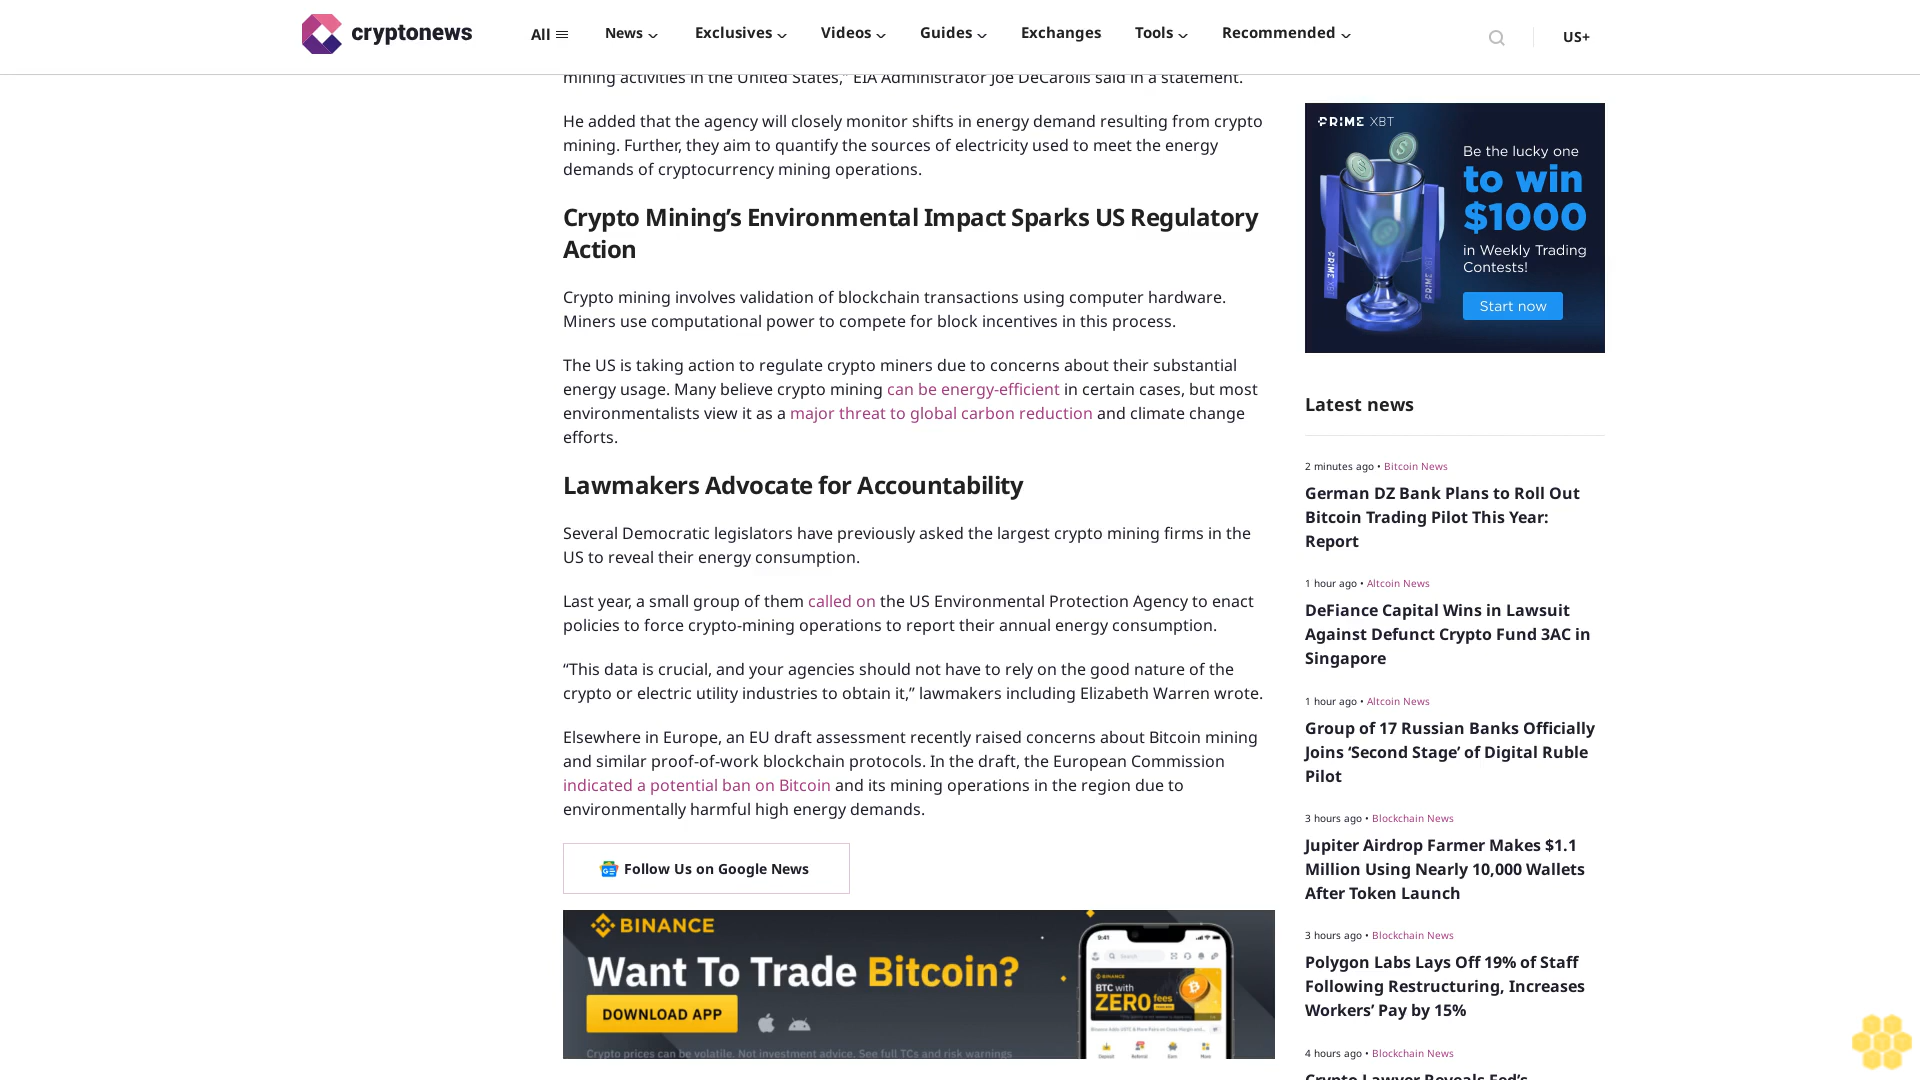 cryptonews
All
News
Exclusives
Videos
Guides
Exchanges
Tools
Recommended
US+
mining activities in the United States,” EIA Administrator Joe DeCarolis said in a statement.
He added that the agency will closely monitor shifts in energy demand resulting from crypto
mining. Further, they aim to quantify the sources of electricity used to meet the energy
demands of cryptocurrency mining operations.
Crypto Mining’s Environmental Impact Sparks US Regulatory
Action
Crypto mining involves validation of blockchain transactions using computer hardware.
Miners use computational power to compete for block incentives in this process.
The US is taking action to regulate crypto miners due to concerns about their substantial
energy usage. Many believe crypto mining can be energy-efficient in certain cases, but most
environmentalists view it as a major threat to global carbon reduction and climate change
efforts.
Lawmakers Advocate for Accountability
Several Democratic legislators have previously asked the largest crypto mining firms in the
US to reveal their energy consumption.
Last year, a small group of them called on the US Environmental Protection Agency to enact
policies to force crypto-mining operations to report their annual energy consumption.
“This data is crucial, and your agencies should not have to rely on the good nature of the
crypto or electric utility industries to obtain it,” lawmakers including Elizabeth Warren wrote.
Elsewhere in Europe, an EU draft assessment recently raised concerns about Bitcoin mining
and similar proof-of-work blockchain protocols. In the draft, the European Commission
indicated a potential ban on Bitcoin and its mining operations in the region due to
environmentally harmful high energy demands.
Follow Us on Google News
BINANCE
Want To Trade Bitcoin?
DOWNLOAD APP
Crypto prices can be volatile. Not investment advice. See full TCs and risk warnings
9:41
Search
BINANCE
BTC with
ZERO fees
Deposit
Referral
Earn
More
PRIME XBT
Be the lucky one
to win
$1000
in Weekly Trading
Contests!
Start now
PRIME XBT
PRIME XBT
Latest news
2 minutes ago • Bitcoin News
German DZ Bank Plans to Roll Out
Bitcoin Trading Pilot This Year:
Report
1 hour ago • Altcoin News
DeFiance Capital Wins in Lawsuit
Against Defunct Crypto Fund 3AC in
Singapore
1 hour ago • Altcoin News
Group of 17 Russian Banks Officially
Joins ‘Second Stage’ of Digital Ruble
Pilot
3 hours ago • Blockchain News
Jupiter Airdrop Farmer Makes $1.1
Million Using Nearly 10,000 Wallets
After Token Launch
3 hours ago • Blockchain News
Polygon Labs Lays Off 19% of Staff
Following Restructuring, Increases
Workers’ Pay by 15%
4 hours ago • Blockchain News
Crypto Lawyer Reveals Fed’s